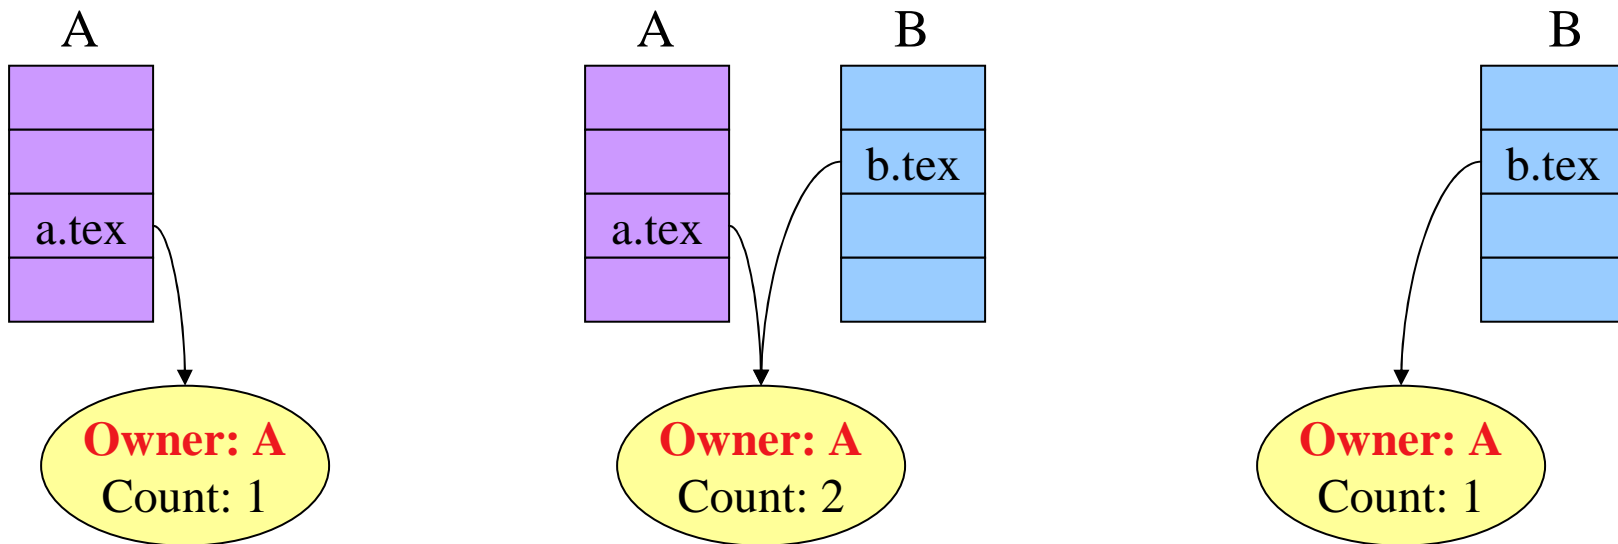 A
a.tex
Owner: A
Count: 1
A
B
b.tex
a.tex
Owner: A
Count: 2
B
b.tex
Owner: A
Count: 1